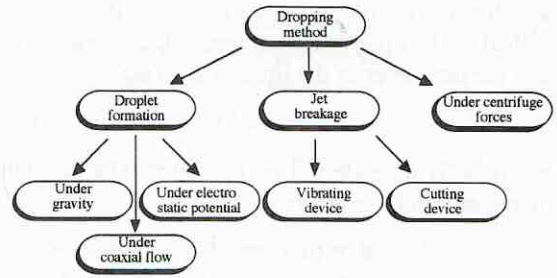 Dropping
method
Droplet
formation
Jet
breakage
Under centrifuge
forces
Under
gravity
Under electro
static potential
Vibrating
device
Cutting
device
Under
coaxial flow